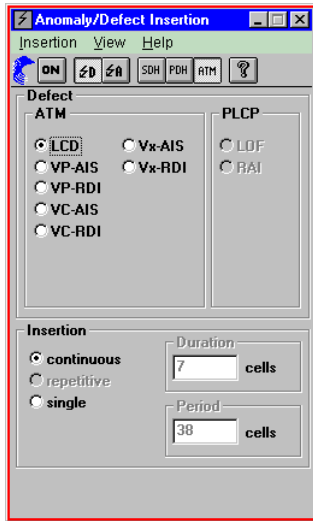 Anomaly/Defect Insertion
Insertion View Help
ON D A SDH PDH ATM ?
Defect
ATM PLCP
LCD Vx-AIS LOF
VP-AIS Vx-RDI RAI
VP-RDI
VC-AIS
VC-RDI
Insertion
continuous Duration
repetitive 7 cells
single Period
38 cells